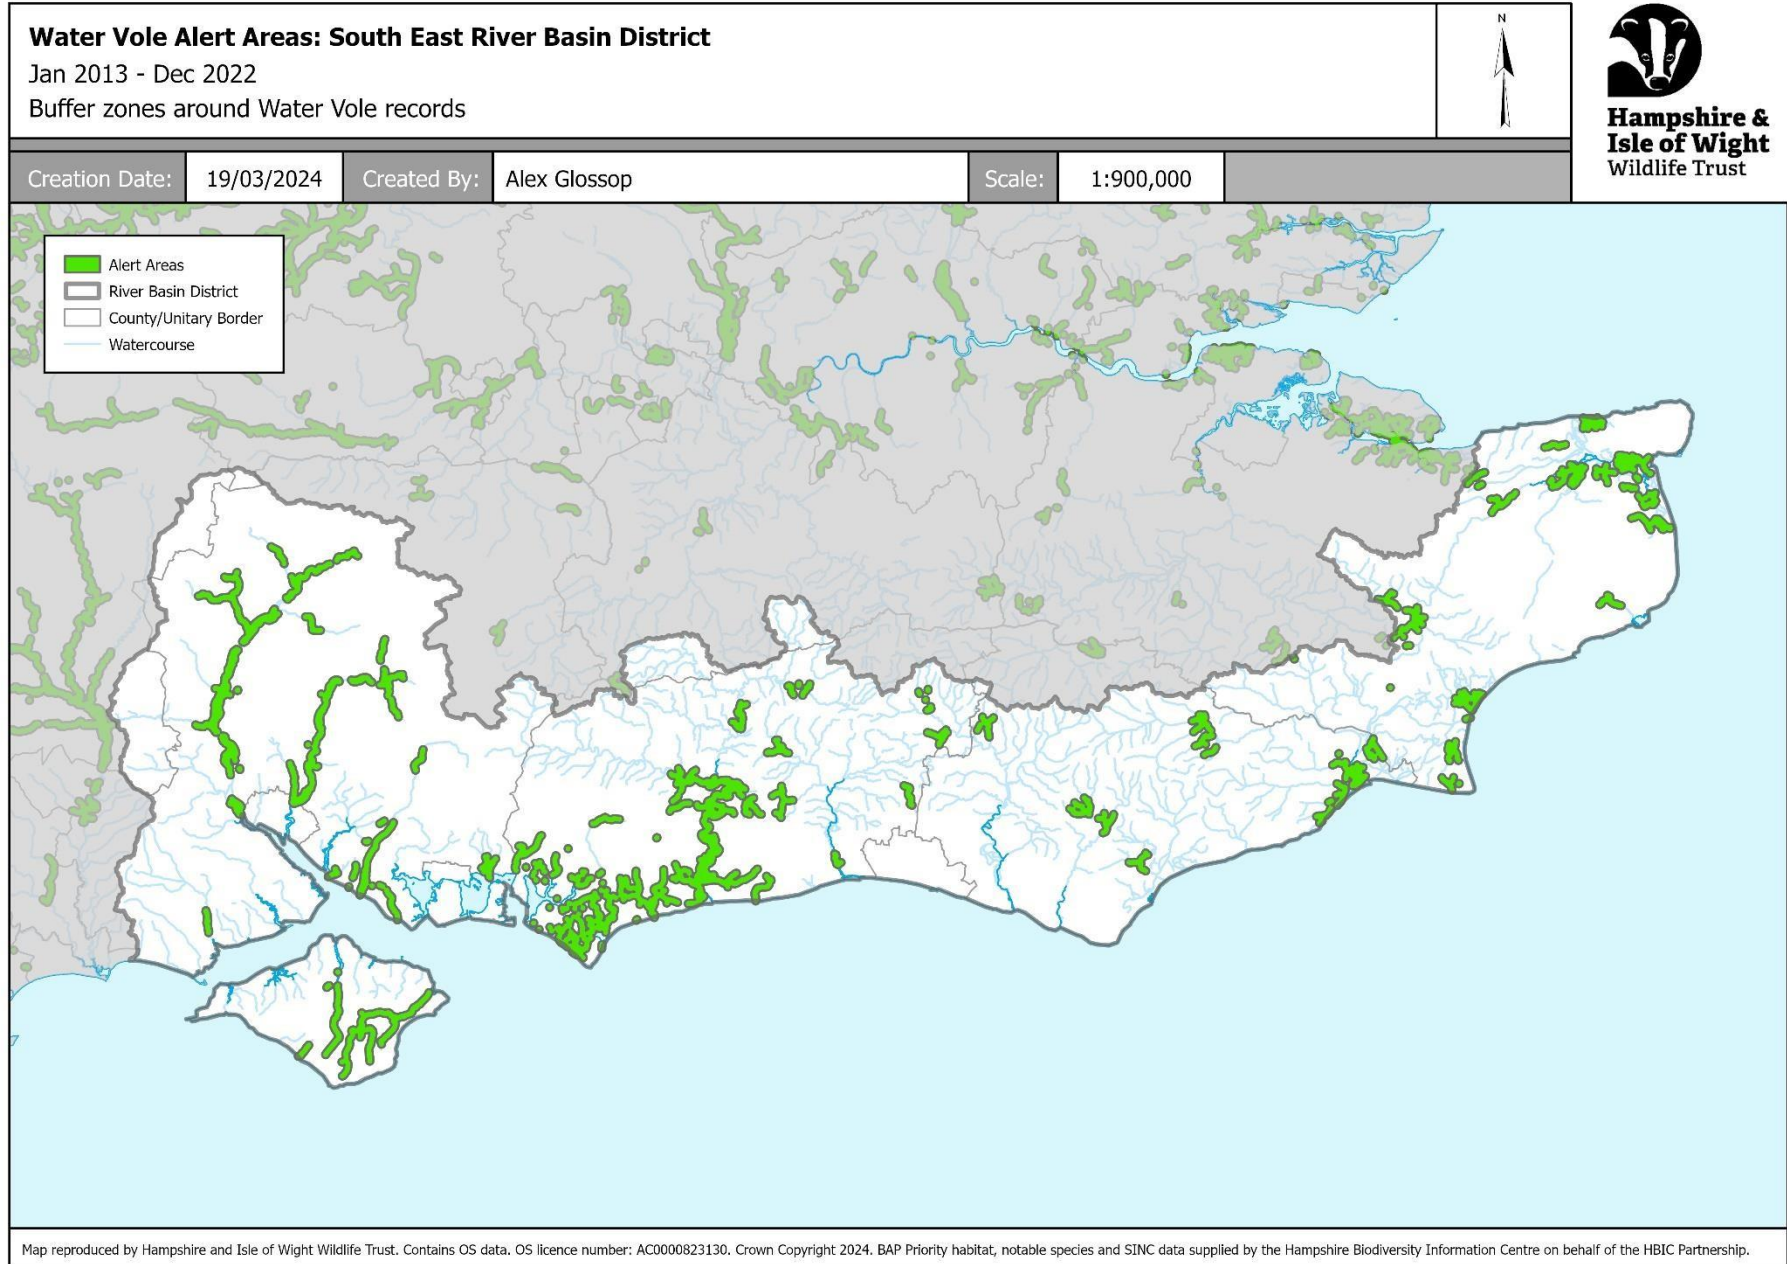 Water Vole Alert Areas: South East River Basin District
Jan 2013 - Dec 2022
Buffer zones around Water Vole records
N
Hampshire &
Isle of Wight
Wildlife Trust
Creation Date: 19/03/2024 Created By: Alex Glossop Scale: 1:900,000
Alert Areas
River Basin District
County/Unitary Border
Watercourse
Map reproduced by Hampshire and Isle of Wight Wildlife Trust. Contains OS data. OS licence number: AC0000823130. Crown Copyright 2024. BAP Priority habitat, notable species and SINC data supplied by the Hampshire Biodiversity Information Centre on behalf of the HBIC Partnership.